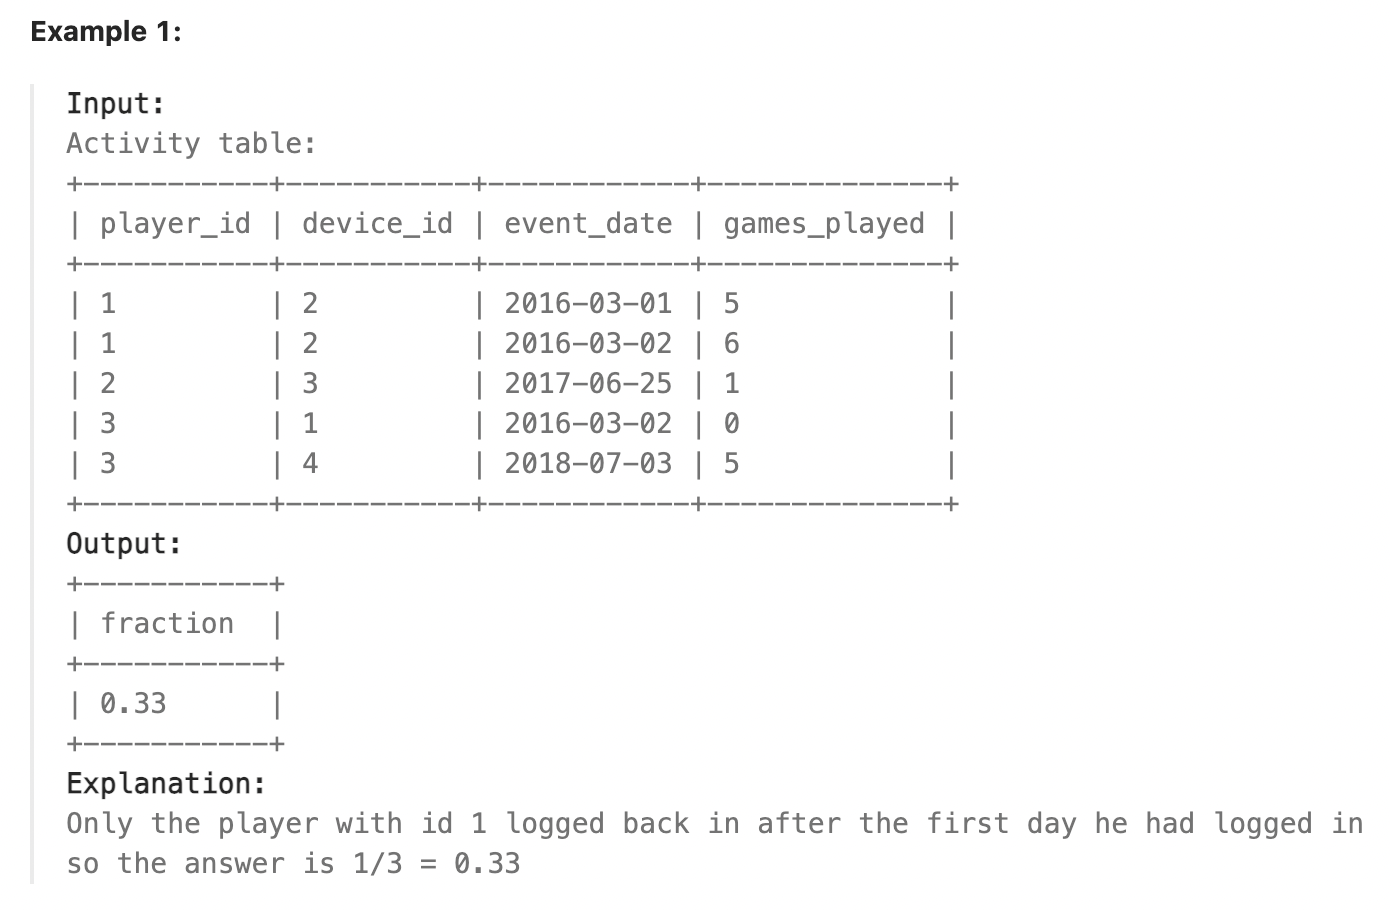 Example 1:
Input:
Activity table:
+-----------+-----------+------------+--------------+
| player_id | device_id | event_date | games_played |
+-----------+-----------+------------+--------------+
| 1         | 2         | 2016-03-01 | 5            |
| 1         | 2         | 2016-03-02 | 6            |
| 2         | 3         | 2017-06-25 | 1            |
| 3         | 1         | 2016-03-02 | 0            |
| 3         | 4         | 2018-07-03 | 5            |
+-----------+-----------+------------+--------------+
Output:
+-----------+
| fraction  |
+-----------+
| 0.33      |
+-----------+
Explanation:
Only the player with id 1 logged back in after the first day he had logged in
so the answer is 1/3 = 0.33